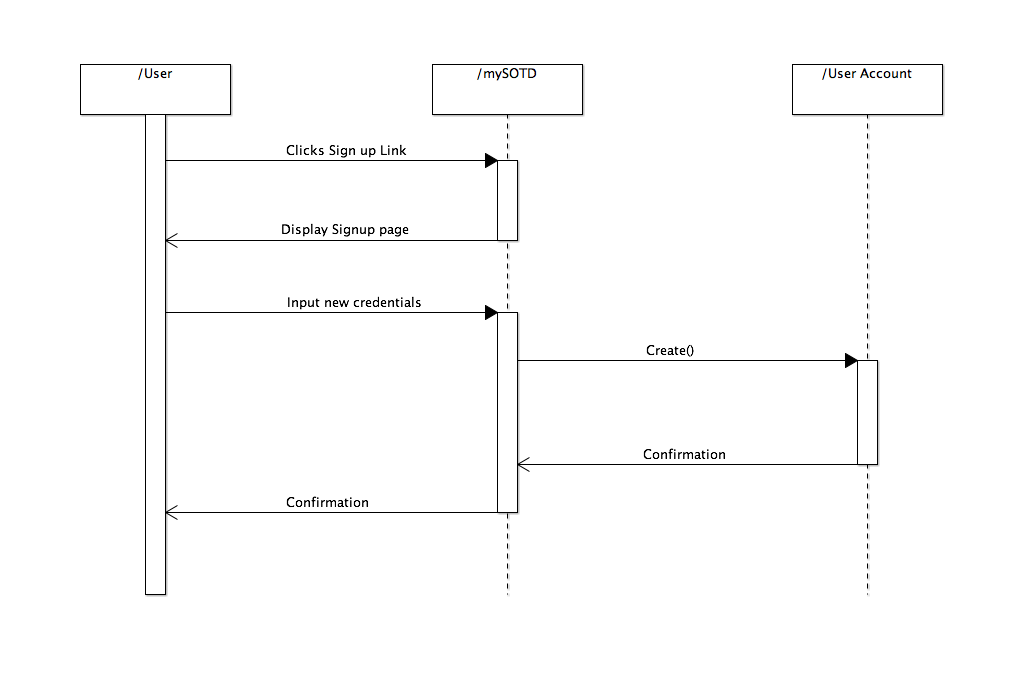 /User
/mySOTD
/User Account
Clicks Sign up Link
Display Signup page
Input new credentials
Create()
Confirmation
Confirmation